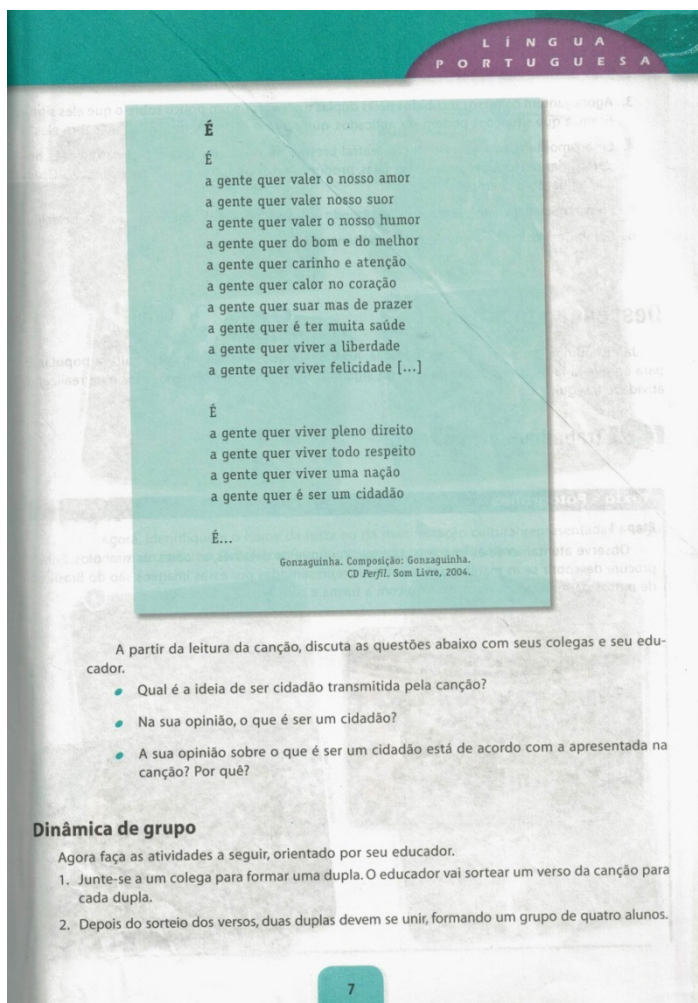 LÍNGUA
PORTUGUESA
É
É
a gente quer valer o nosso amor
a gente quer valer nosso suor
a gente quer valer o nosso humor
a gente quer do bom e do melhor
a gente quer carinho e atenção
a gente quer calor no coração
a gente quer suar mas de prazer
a gente quer é ter muita saúde
a gente quer viver a liberdade
a gente quer viver felicidade [...]
É
a gente quer viver pleno direito
a gente quer viver todo respeito
a gente quer viver uma nação
a gente quer é ser um cidadão
É...
Gonzaguinha. Composição: Gonzaguinha.
CD Perfil. Som Livre, 2004.
A partir da leitura da canção, discuta as questões abaixo com seus colegas e seu edu-
cador.
• Qual é a ideia de ser cidadão transmitida pela canção?
• Na sua opinião, o que é ser um cidadão?
• A sua opinião sobre o que é ser um cidadão está de acordo com a apresentada na
canção? Por quê?
Dinâmica de grupo
Agora faça as atividades a seguir, orientado por seu educador.
1. Junte-se a um colega para formar uma dupla. O educador vai sortear um verso da canção para
cada dupla.
2. Depois do sorteio dos versos, duas duplas devem se unir, formando um grupo de quatro alunos.
7